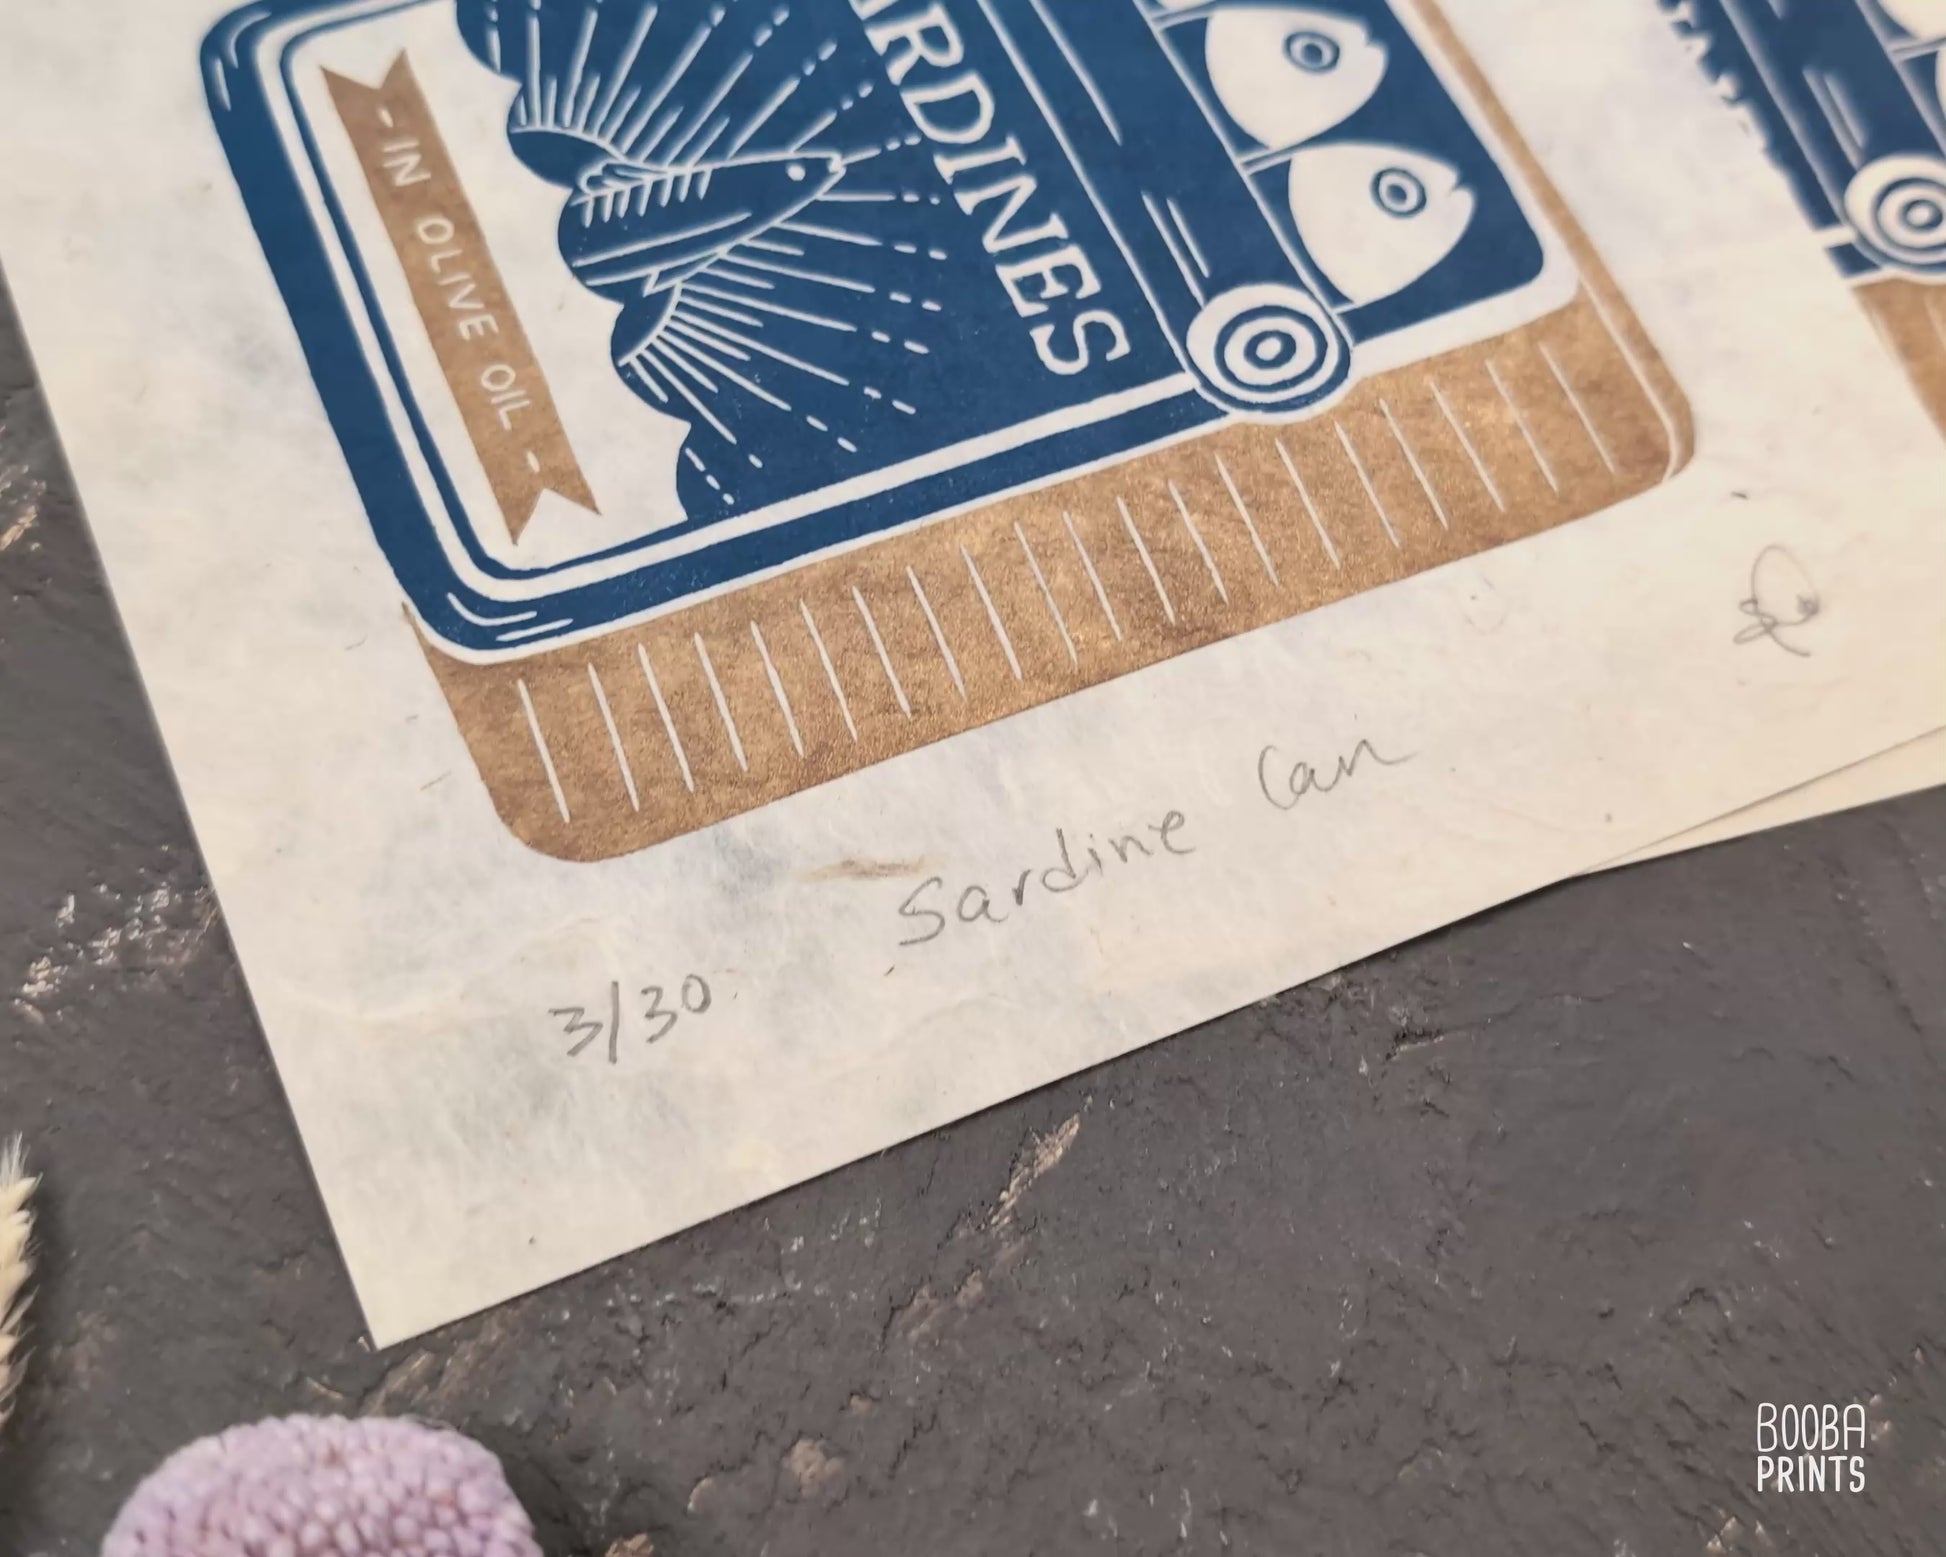 - IN OLIVE OIL -
ARDINES
3/30 Sardine Can
BOOBA
PRINTS